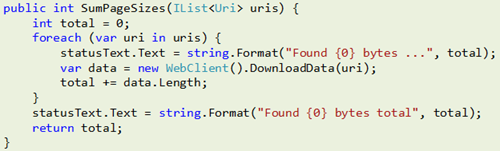 public int SumPageSizes(IList<Uri> uris) {
    int total = 0;
    foreach (var uri in uris) {
        statusText.Text = string.Format("Found {0} bytes ...", total);
        var data = new WebClient().DownloadData(uri);
        total += data.Length;
    }
    statusText.Text = string.Format("Found {0} bytes total", total);
    return total;
}